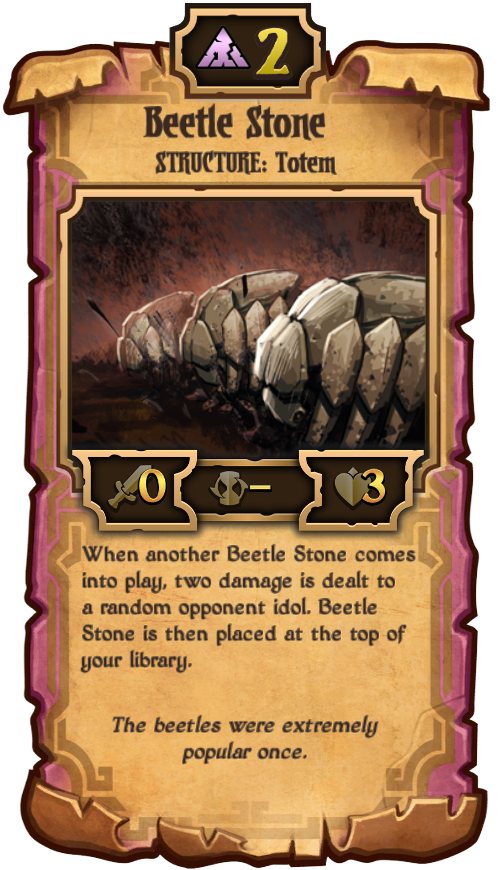 2
Beetle Stone
STRUCTURE: Totem
0 - 3
When another Beetle Stone comes
into play, two damage is dealt to
a random opponent idol. Beetle
Stone is then placed at the top of
your library.
The beetles were extremely
popular once.